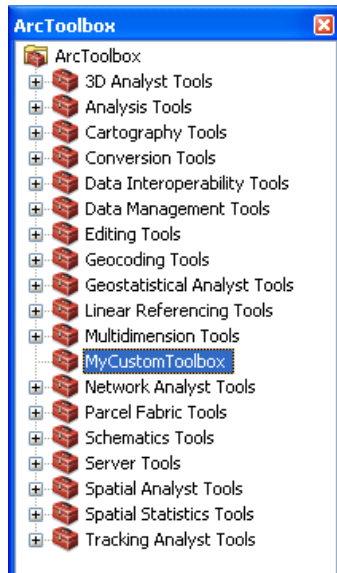 ArcToolbox
ArcToolbox
3D Analyst Tools
Analysis Tools
Cartography Tools
Conversion Tools
Data Interoperability Tools
Data Management Tools
Editing Tools
Geocoding Tools
Geostatistical Analyst Tools
Linear Referencing Tools
Multidimension Tools
MyCustomToolbox
Network Analyst Tools
Parcel Fabric Tools
Schematics Tools
Server Tools
Spatial Analyst Tools
Spatial Statistics Tools
Tracking Analyst Tools